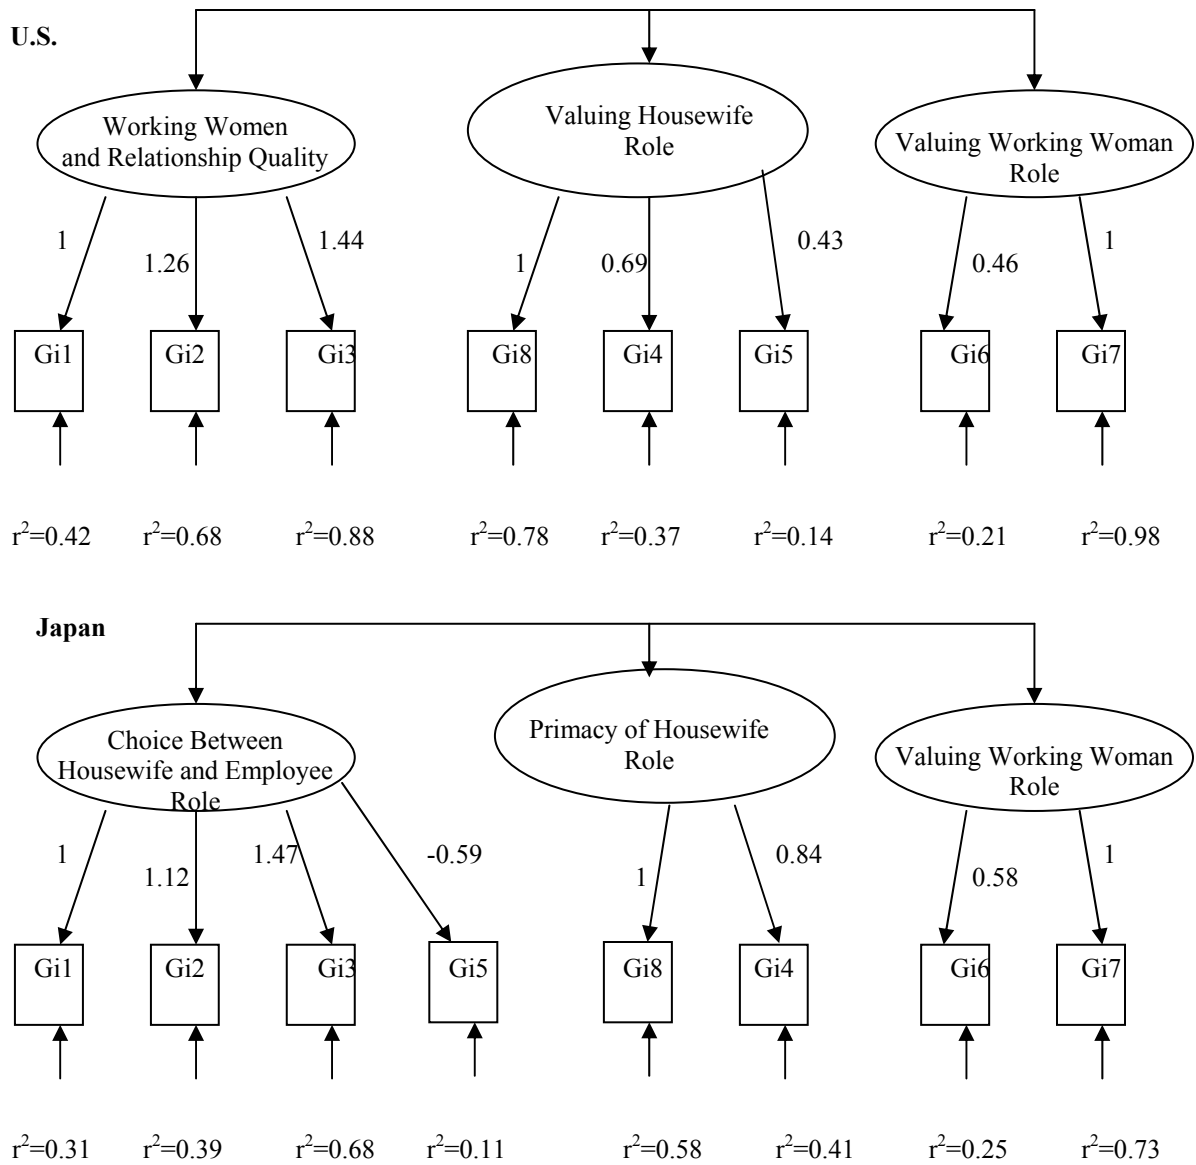 U.S.
Working Women
and Relationship Quality
Valuing Housewife
Role
Valuing Working Woman
Role
1
1.26
1.44
1
0.69
0.43
0.46
1
Gi1
Gi2
Gi3
Gi8
Gi4
Gi5
Gi6
Gi7
r²=0.42
r²=0.68
r²=0.88
r²=0.78
r²=0.37
r²=0.14
r²=0.21
r²=0.98
Japan
Choice Between
Housewife and Employee
Role
Primacy of Housewife
Role
Valuing Working Woman
Role
1
1.12
1.47
-0.59
1
0.84
0.58
1
Gi1
Gi2
Gi3
Gi5
Gi8
Gi4
Gi6
Gi7
r²=0.31
r²=0.39
r²=0.68
r²=0.11
r²=0.58
r²=0.41
r²=0.25
r²=0.73